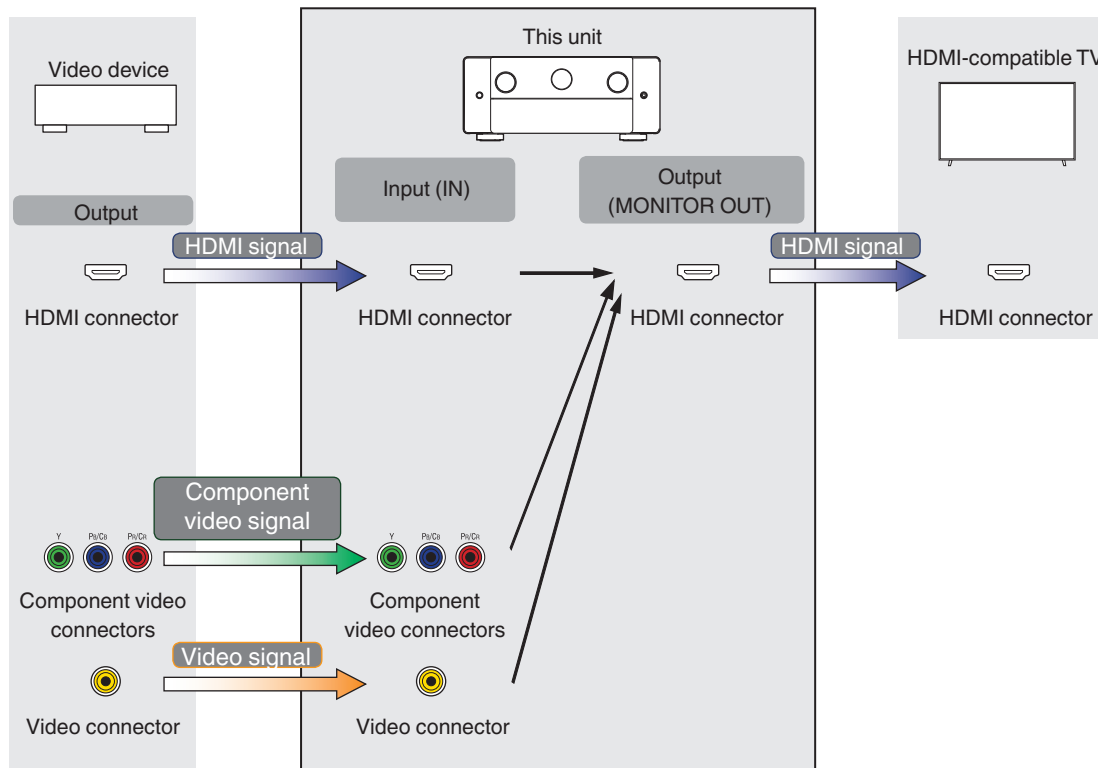 This unit
Video device
HDMI-compatible TV
Input (IN)
Output
(MONITOR OUT)
Output
HDMI signal
HDMI signal
HDMI connector
HDMI connector
HDMI connector
HDMI connector
Component
video signal
Y PB/CB PR/CR
Y PB/CB PR/CR
Component video
connectors
Component
video connectors
Video signal
Video connector
Video connector